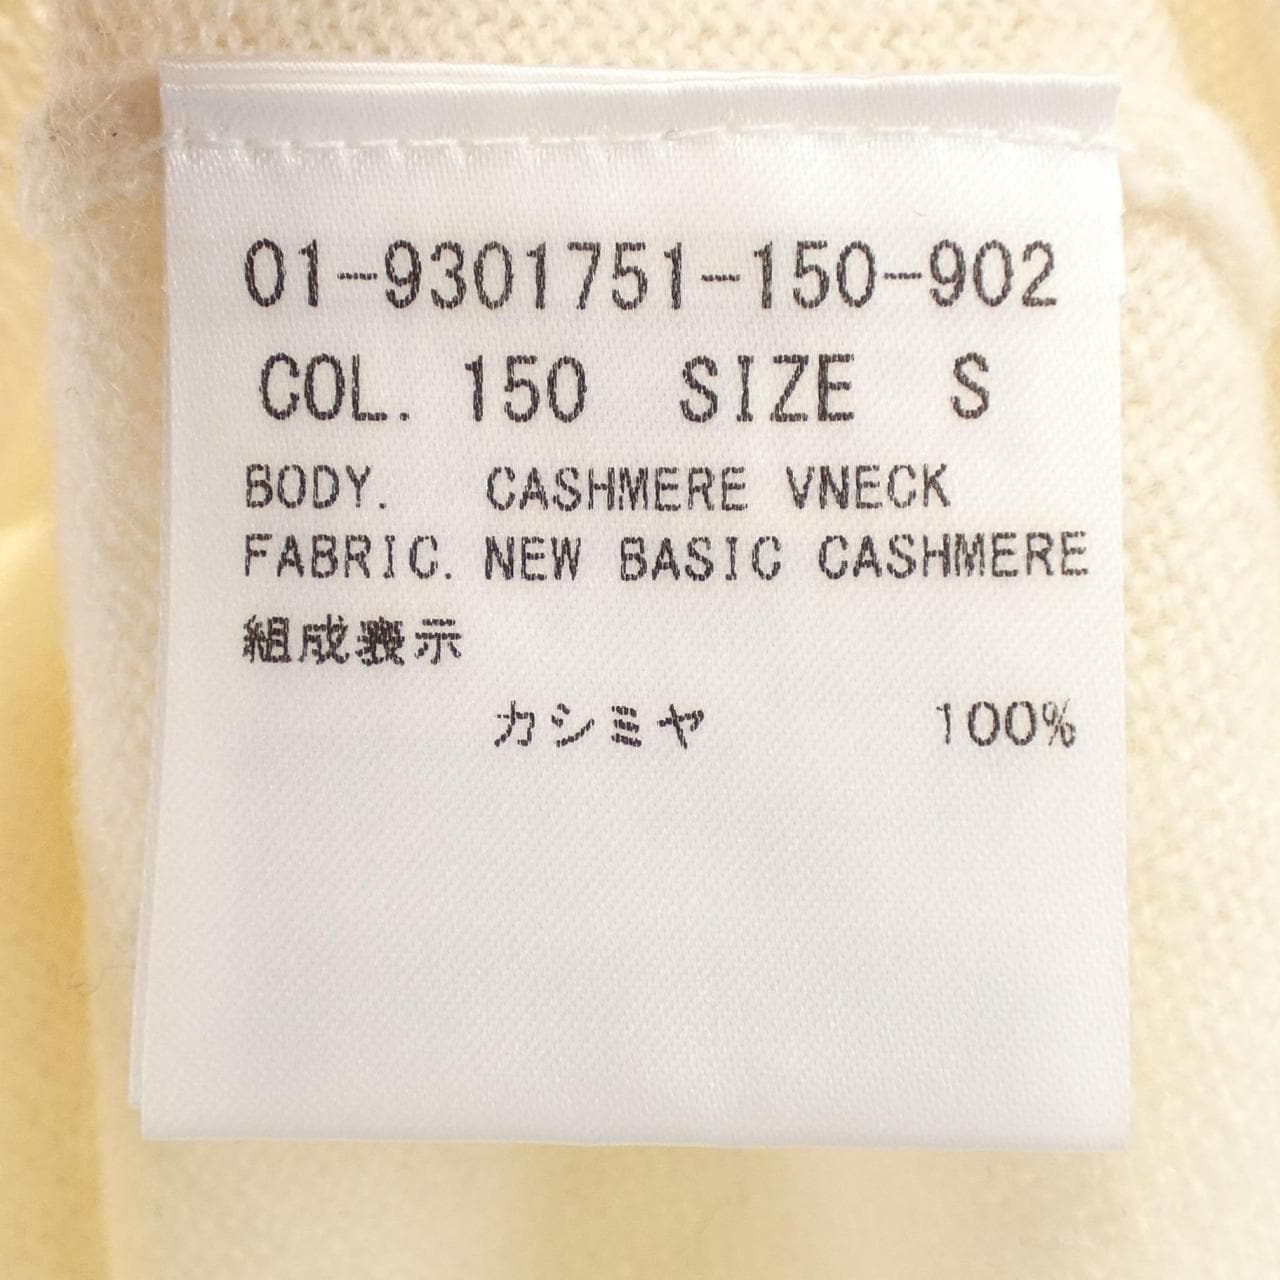 01-9301751-150-902
COL. 150 SIZE S
BODY. CASHMERE VNECK
FABRIC. NEW BASIC CASHMERE
組成表示
カシミヤ 100%